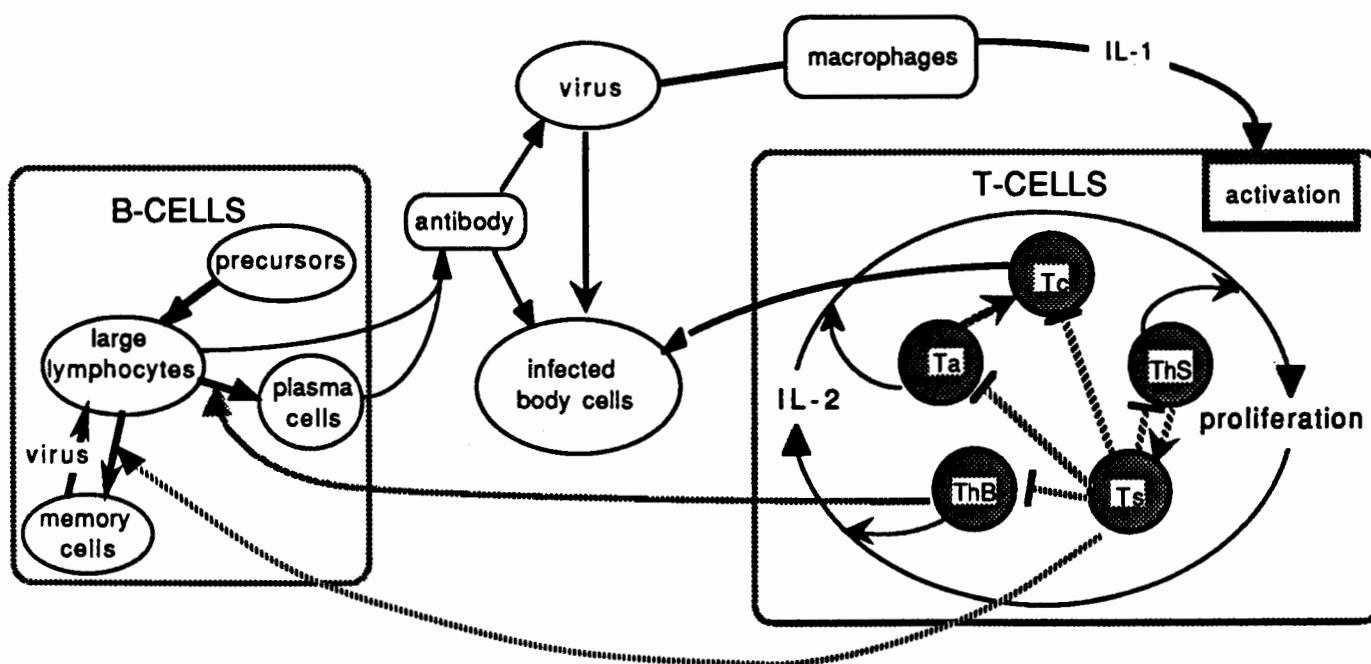 macrophages
IL-1
virus
T-CELLS
activation
B-CELLS
antibody
precursors
Tc
large
lymphocytes
plasma
cells
infected
body cells
Ta
ThS
IL-2
proliferation
virus
ThB
Ts
memory
cells